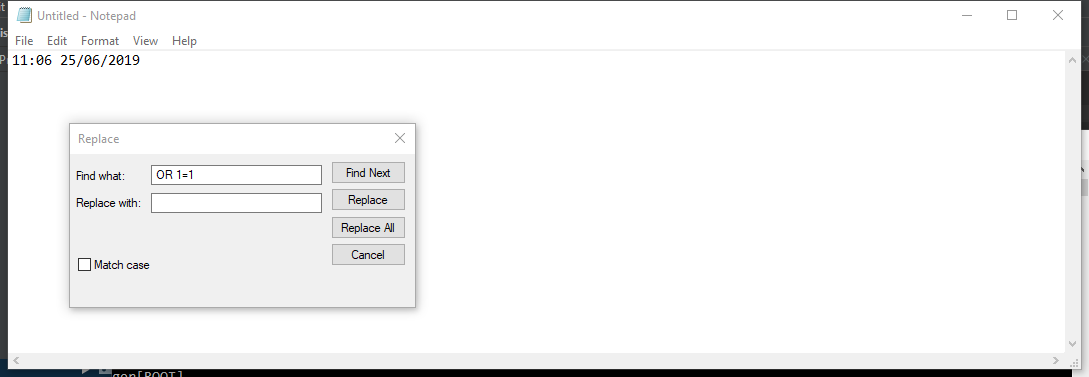 Untitled - Notepad
File Edit Format View Help
11:06 25/06/2019
Replace
Find what: OR 1=1 Find Next
Replace with: Replace
Replace All
Cancel
Match case